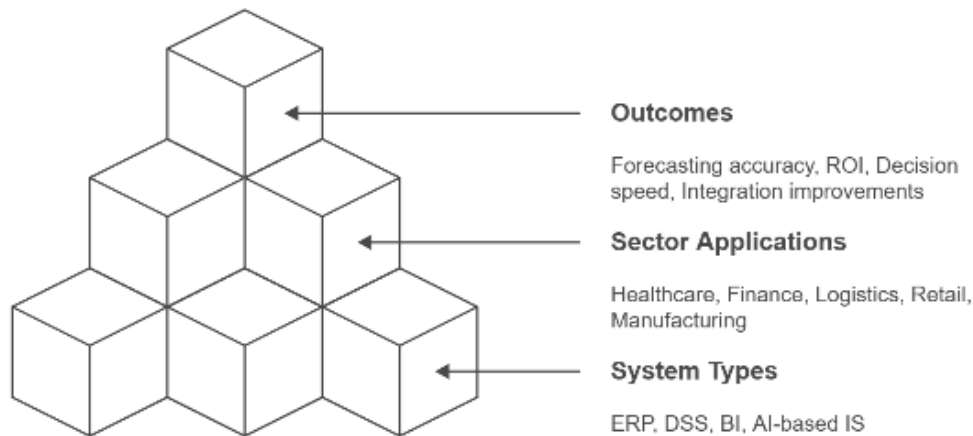 Outcomes
Forecasting accuracy, ROI, Decision
speed, Integration improvements
Sector Applications
Healthcare, Finance, Logistics, Retail,
Manufacturing
System Types
ERP, DSS, BI, AI-based IS